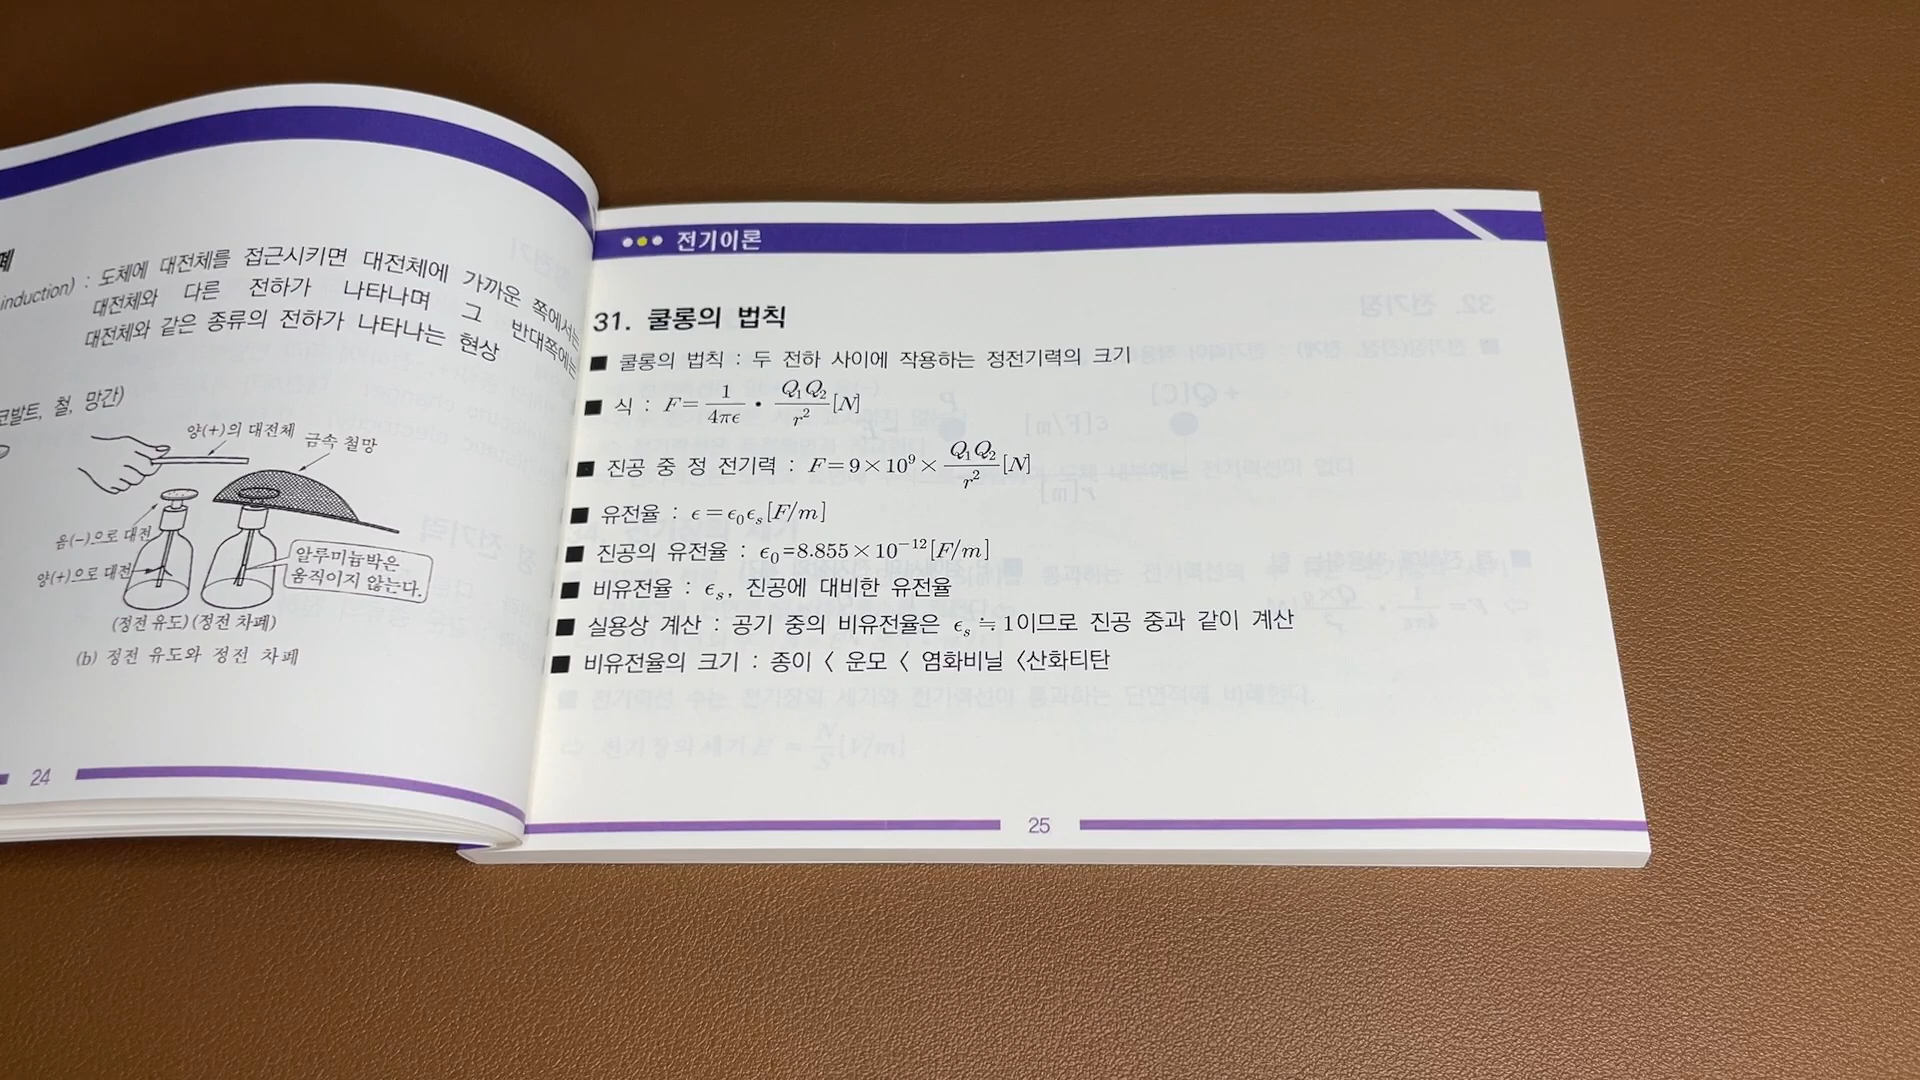 폐
induction) : 도체에 대전체를 접근시키면 대전체에 가까운 쪽에서는
대전체와 다른 전하가 나타나며 그 반대쪽에는
대전체와 같은 종류의 전하가 나타나는 현상
코발트, 철, 망간)
양(+)의 대전체
금속 철망
음(-)으로 대전
양(+)으로 대전
알루미늄박은
움직이지 않는다.
(정전 유도)(정전 차폐)
(b) 정전 유도와 정전 차폐
24
전기이론
31. 쿨롱의 법칙
■ 쿨롱의 법칙 : 두 전하 사이에 작용하는 정전기력의 크기
■ 식 : F=1/4πϵ · Q₁Q₂/r² [N]
■ 진공 중 정 전기력 : F=9×10⁹×Q₁Q₂/r² [N]
■ 유전율 : ϵ=ϵ₀ϵₛ[F/m]
■ 진공의 유전율 : ϵ₀=8.855×10⁻¹²[F/m]
■ 비유전율 : ϵₛ, 진공에 대비한 유전율
■ 실용상 계산 : 공기 중의 비유전율은 ϵₛ≒1이므로 진공 중과 같이 계산
■ 비유전율의 크기 : 종이 < 운모 < 염화비닐 <산화티탄
25